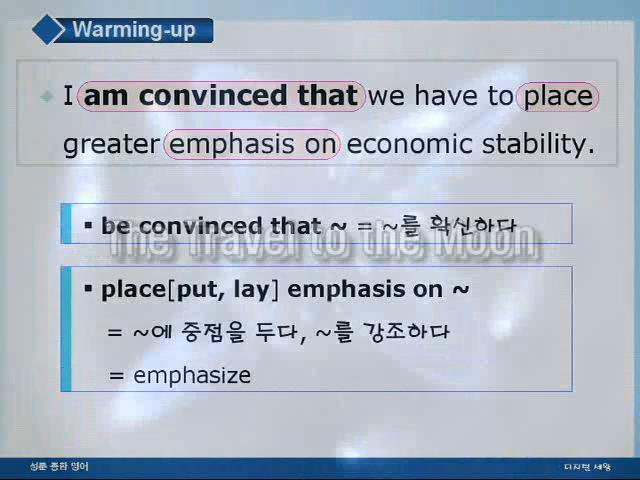 Warming-up
I am convinced that we have to place
greater emphasis on economic stability.
▪ be convinced that ~ = ~를 확신하다
The Travel to the Moon
▪ place[put, lay] emphasis on ~
= ~에 중점을 두다, ~를 강조하다
= emphasize
성문 종합 영어
디지털 세상